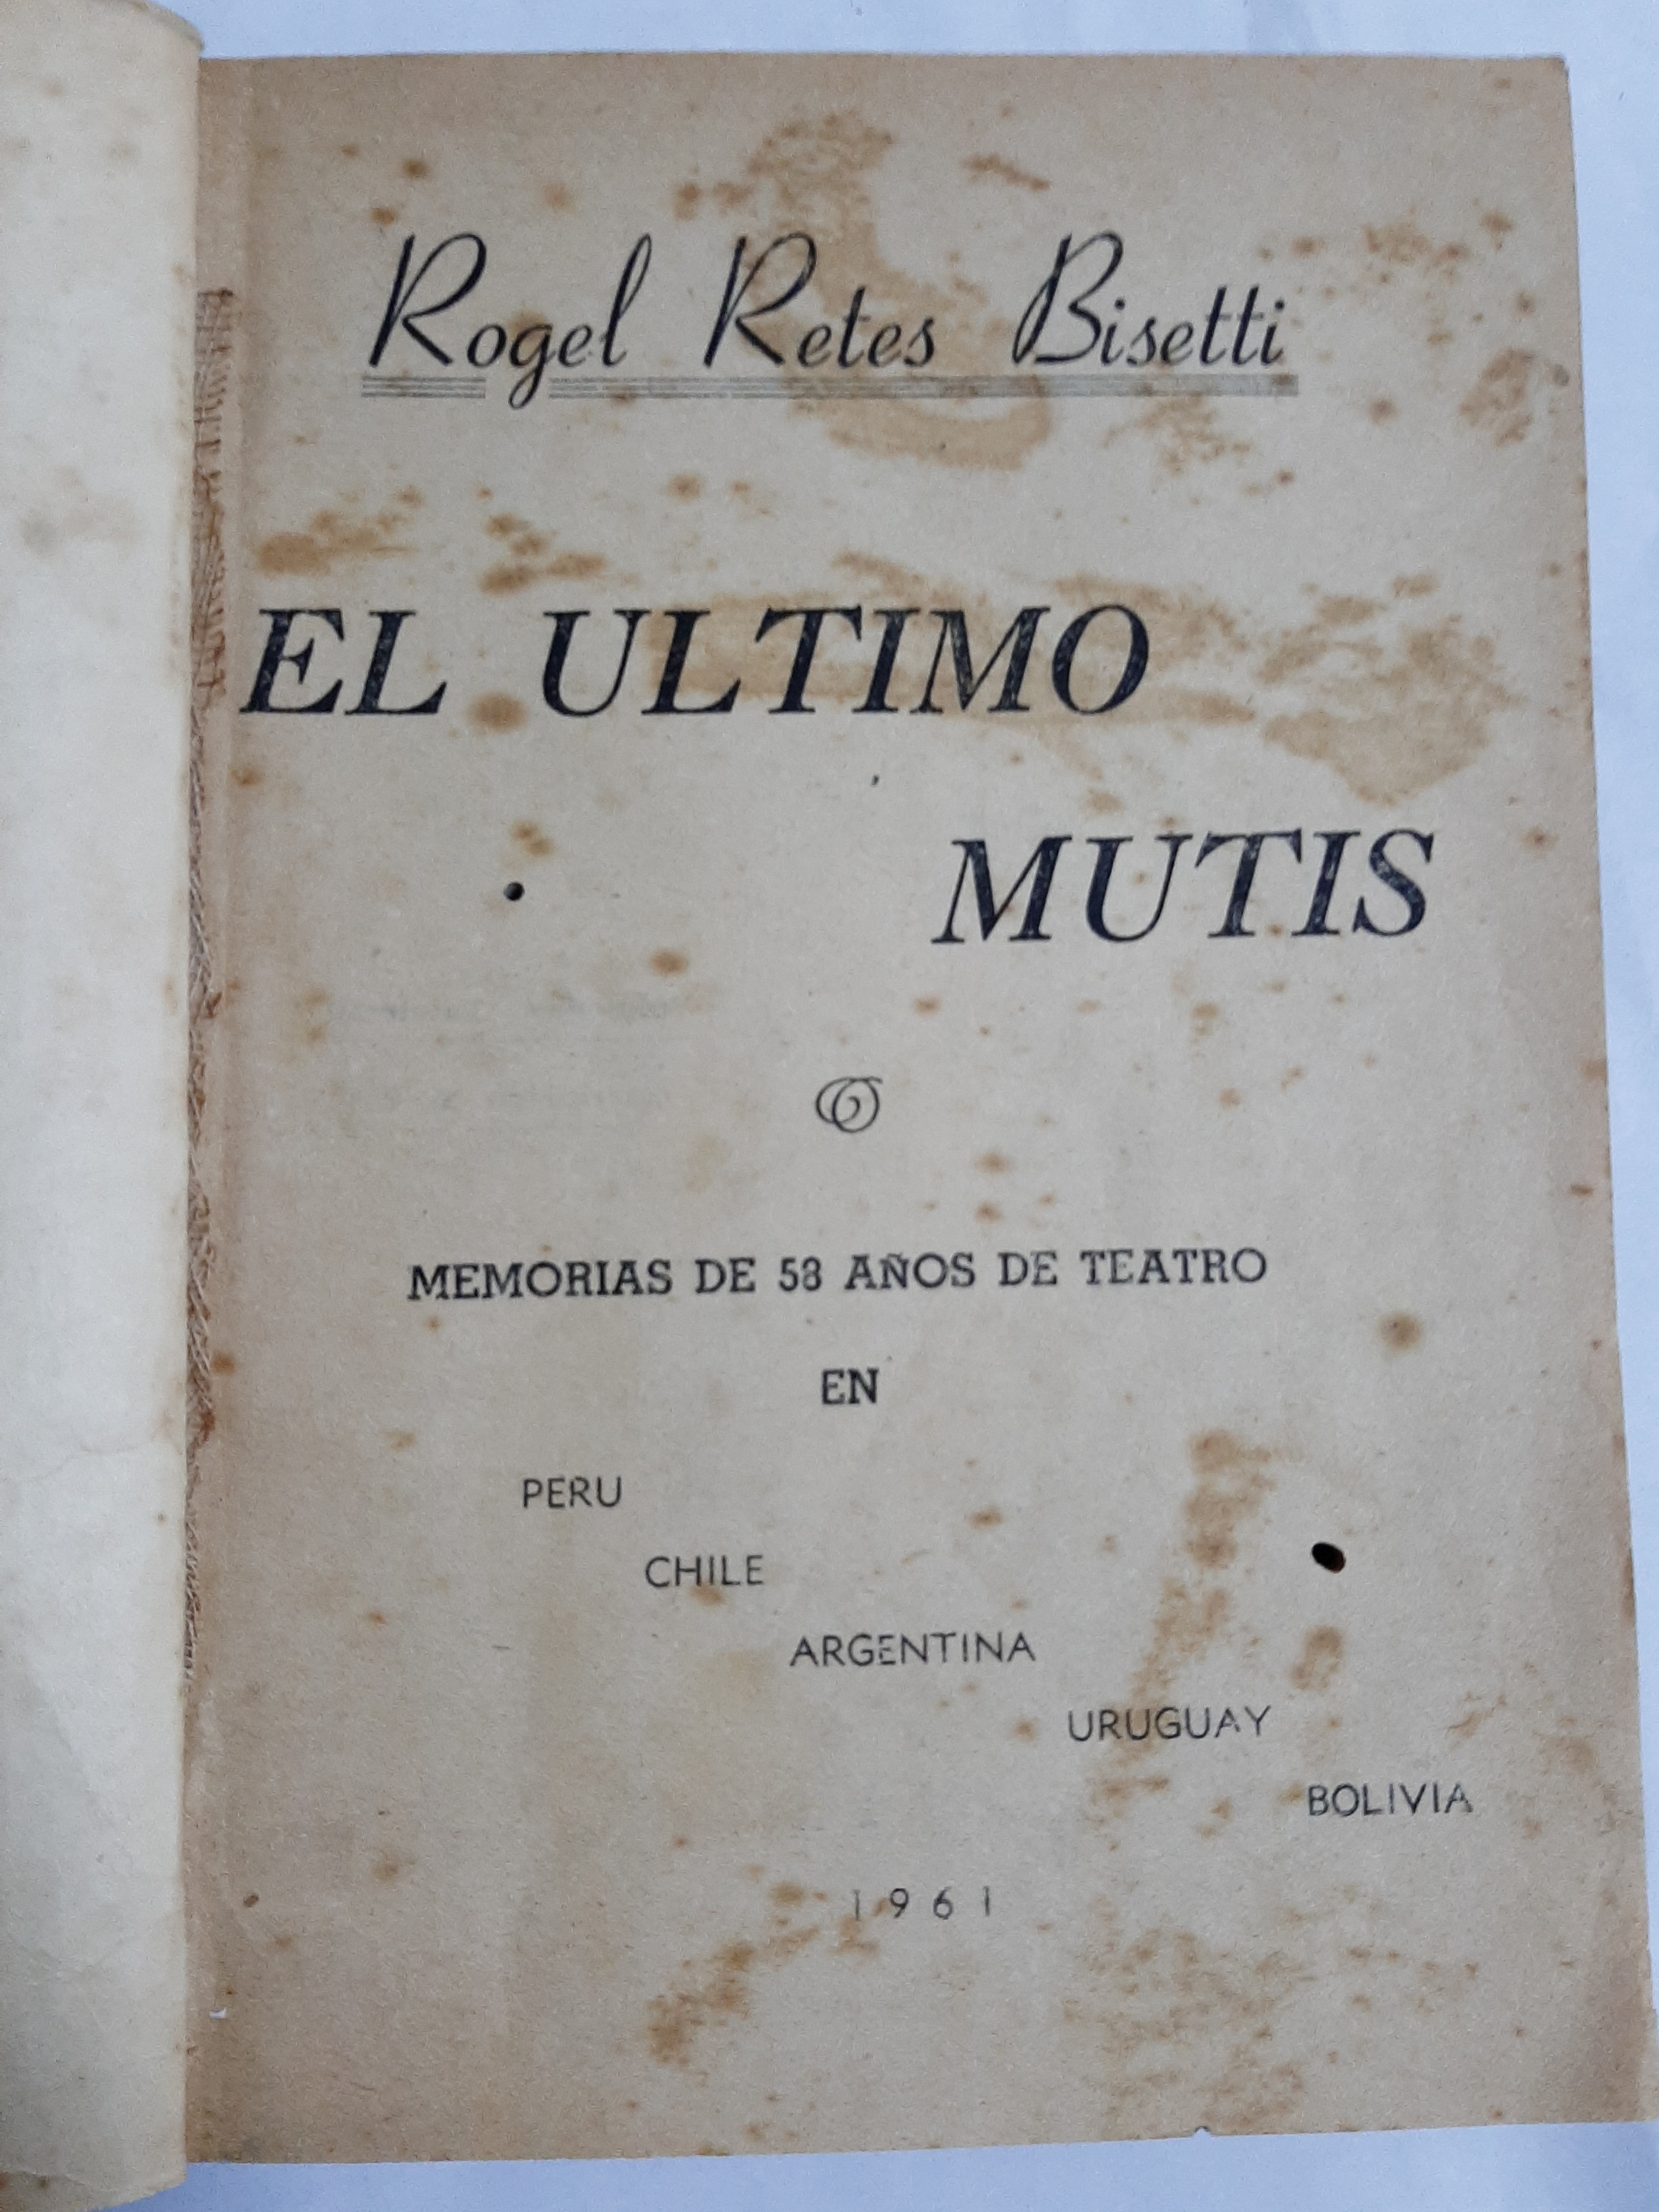 Rogel Retes Bisetti
EL ULTIMO
MUTIS
MEMORIAS DE 58 AÑOS DE TEATRO
EN
PERU
CHILE
ARGENTINA
URUGUAY
BOLIVIA
1961